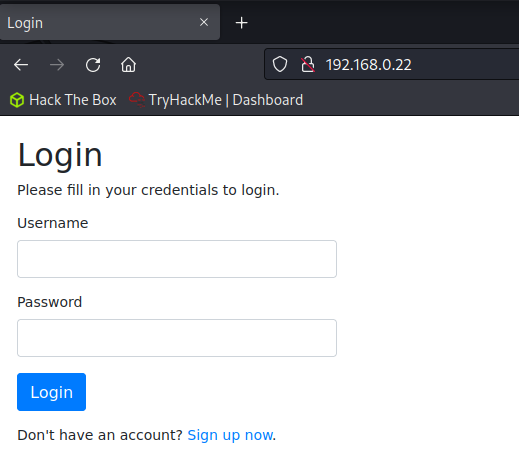 Login
192.168.0.22
Hack The Box TryHackMe | Dashboard
Login
Please fill in your credentials to login.
Username
Password
Login
Don't have an account? Sign up now.